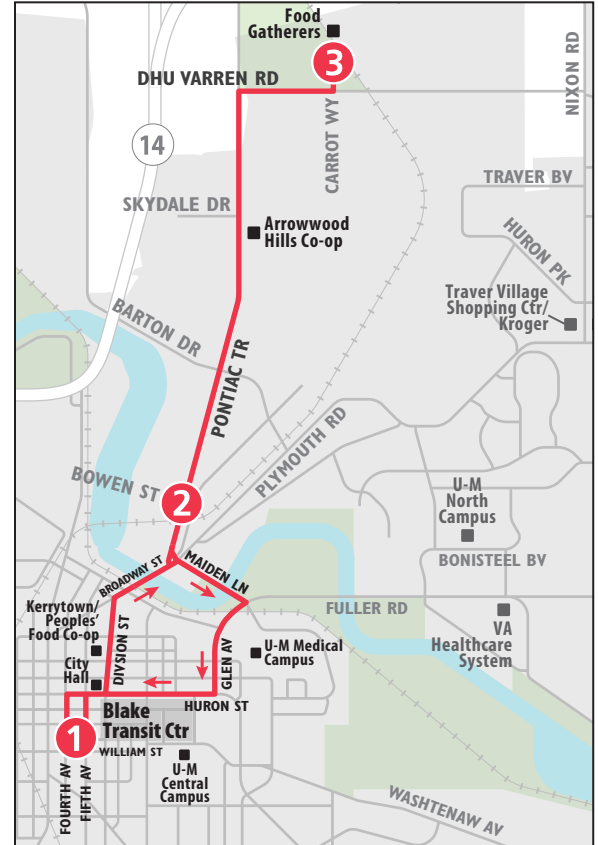 Food
Gatherers
3
DHU VARREN RD
NIXON RD
CARROT WY
14
TRAVER BV
SKYDALE DR
HURON PK
Arrowwood
Hills Co-op
Traver Village
Shopping Ctr/
Kroger
BARTON DR
PONTIAC TR
PLYMOUTH RD
BOWEN ST
2
U-M
North
Campus
BONISTEEL BV
BROADWAY ST
MAIDEN LN
Kerrytown/
Peoples'
Food Co-op
FULLER RD
VA
Healthcare
System
DIVSION ST
GLEN AV
U-M Medical
Campus
City
Hall
HURON ST
Blake
Transit Ctr
1
WILLIAM ST
FOURTH AV
FIFTH AV
U-M
Central
Campus
WASHTENAW AV